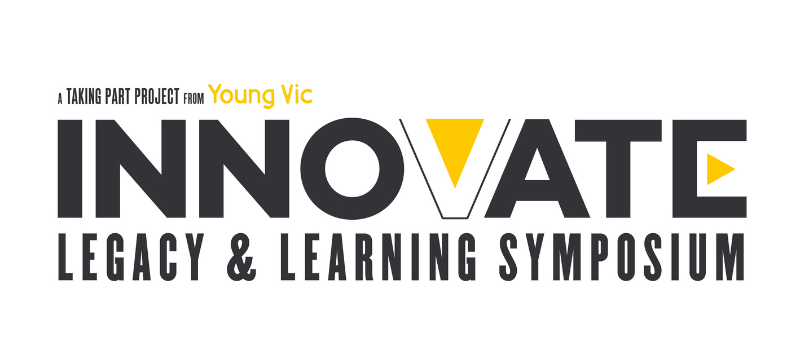 A TAKING PART PROJECT FROM Young Vic
INNOVATE
LEGACY & LEARNING SYMPOSIUM